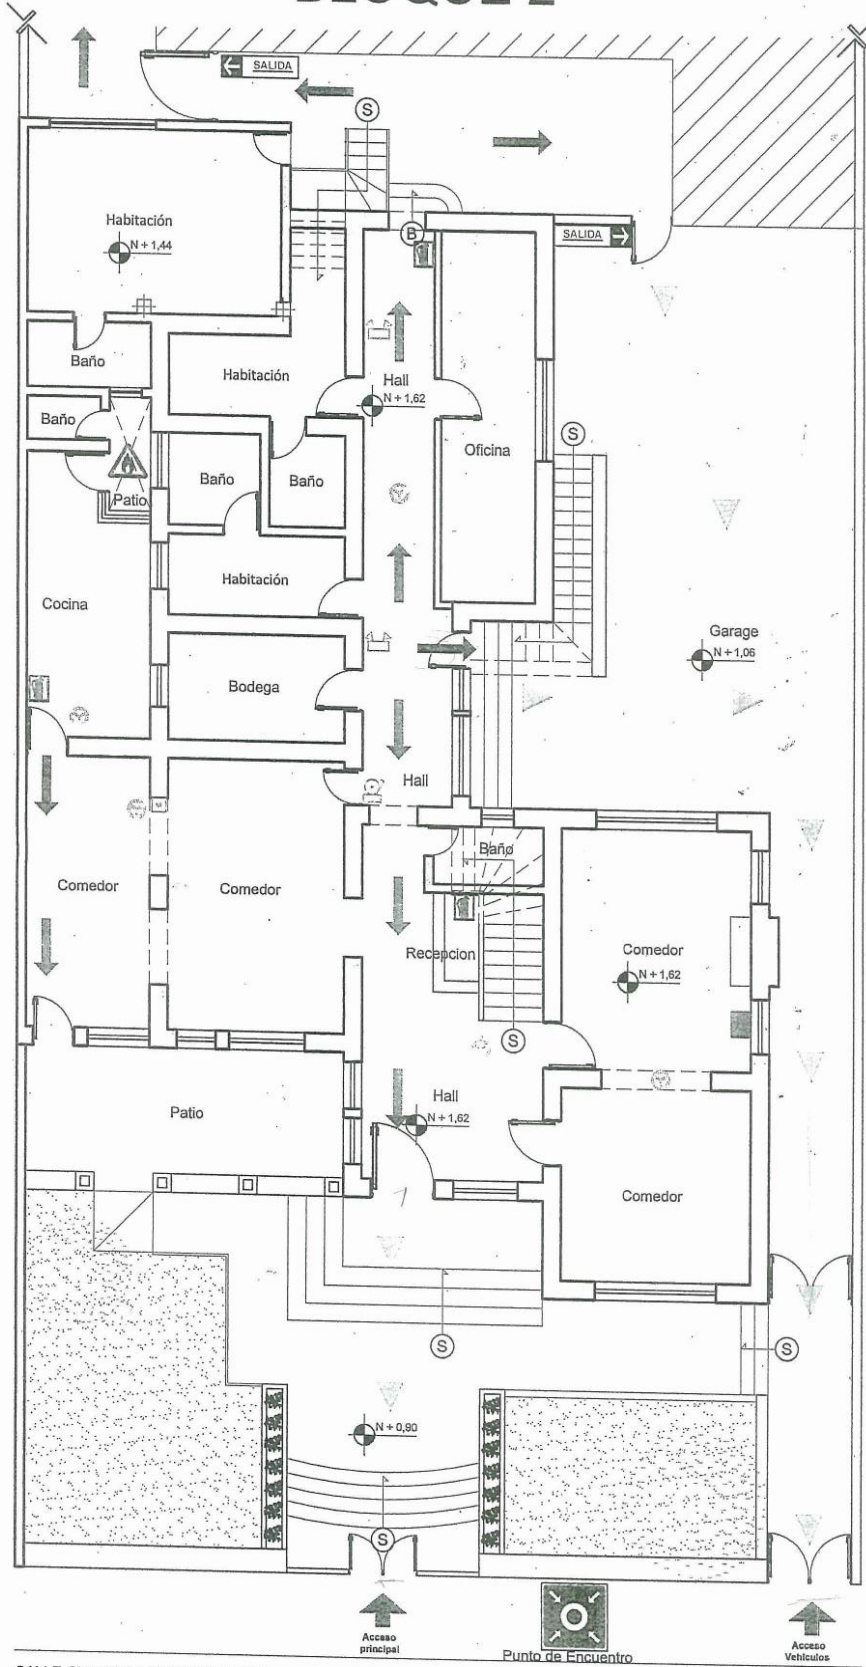 BLOQUE 2
SALIDA
S
Habitación
N + 1,44
B
SALIDA
Baño
Habitación
Hall
N + 1,62
Baño
S
Oficina
Baño
Baño
Patio
Habitación
Cocina
Garage
N + 1,06
Bodega
Hall
Baño
Comedor
Comedor
Recepcion
Comedor
N + 1,62
S
Hall
N + 1,62
Patio
Comedor
S
S
N + 0,90
S
Acceso
principal
Punto de Encuentro
Acceso
Vehiculos